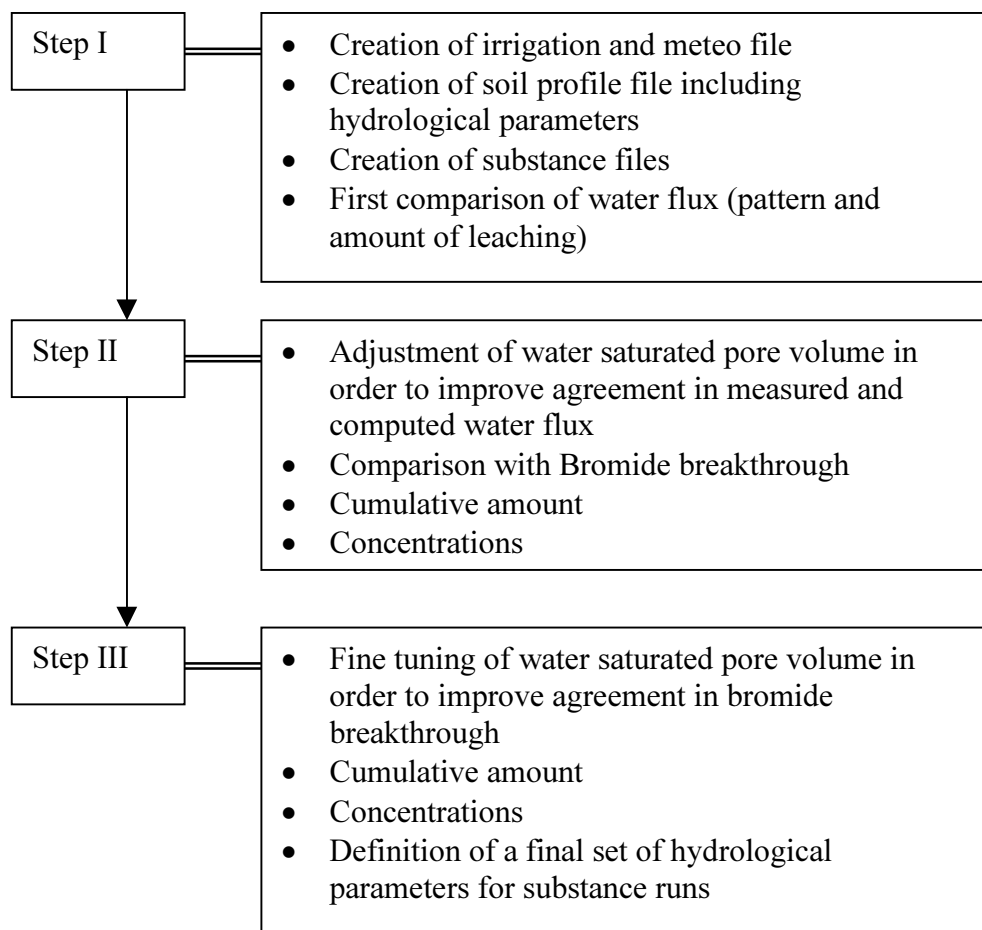 Step I
• Creation of irrigation and meteo file
• Creation of soil profile file including
hydrological parameters
• Creation of substance files
• First comparison of water flux (pattern and
amount of leaching)
Step II
• Adjustment of water saturated pore volume in
order to improve agreement in measured and
computed water flux
• Comparison with Bromide breakthrough
• Cumulative amount
• Concentrations
Step III
• Fine tuning of water saturated pore volume in
order to improve agreement in bromide
breakthrough
• Cumulative amount
• Concentrations
• Definition of a final set of hydrological
parameters for substance runs